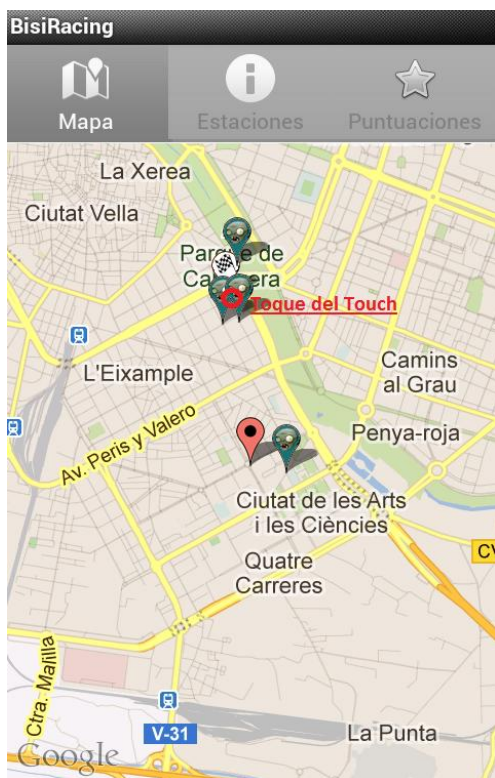 BisiRacing
Mapa
Estaciones
Puntuaciones
La Xerea
Ciutat Vella
Toque del Touch
L'Eixample
Camins
al Grau
Av. Peris y Valero
Penya-roja
Ciutat de les Arts
i les Ciències
CV
Quatre
Carreres
Ctra. Malilla
V-31
La Punta
Google